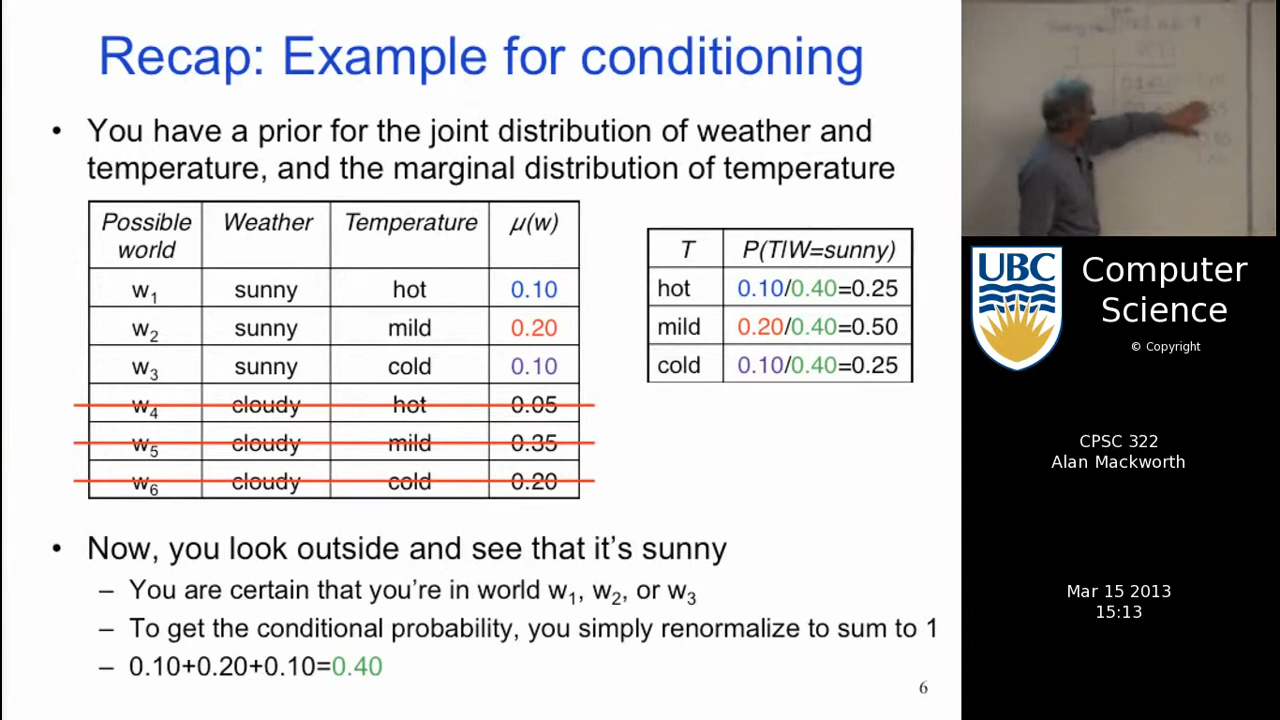 Recap: Example for conditioning
• You have a prior for the joint distribution of weather and
temperature, and the marginal distribution of temperature
Possible world Weather Temperature μ(w)
w1 sunny hot 0.10
w2 sunny mild 0.20
w3 sunny cold 0.10
w4 cloudy hot 0.05
w5 cloudy mild 0.35
w6 cloudy cold 0.20
T P(T|W=sunny)
hot 0.10/0.40=0.25
mild 0.20/0.40=0.50
cold 0.10/0.40=0.25
• Now, you look outside and see that it's sunny
– You are certain that you're in world w1, w2, or w3
– To get the conditional probability, you simply renormalize to sum to 1
– 0.10+0.20+0.10=0.40
6
UBC
Computer
Science
© Copyright
CPSC 322
Alan Mackworth
Mar 15 2013
15:13